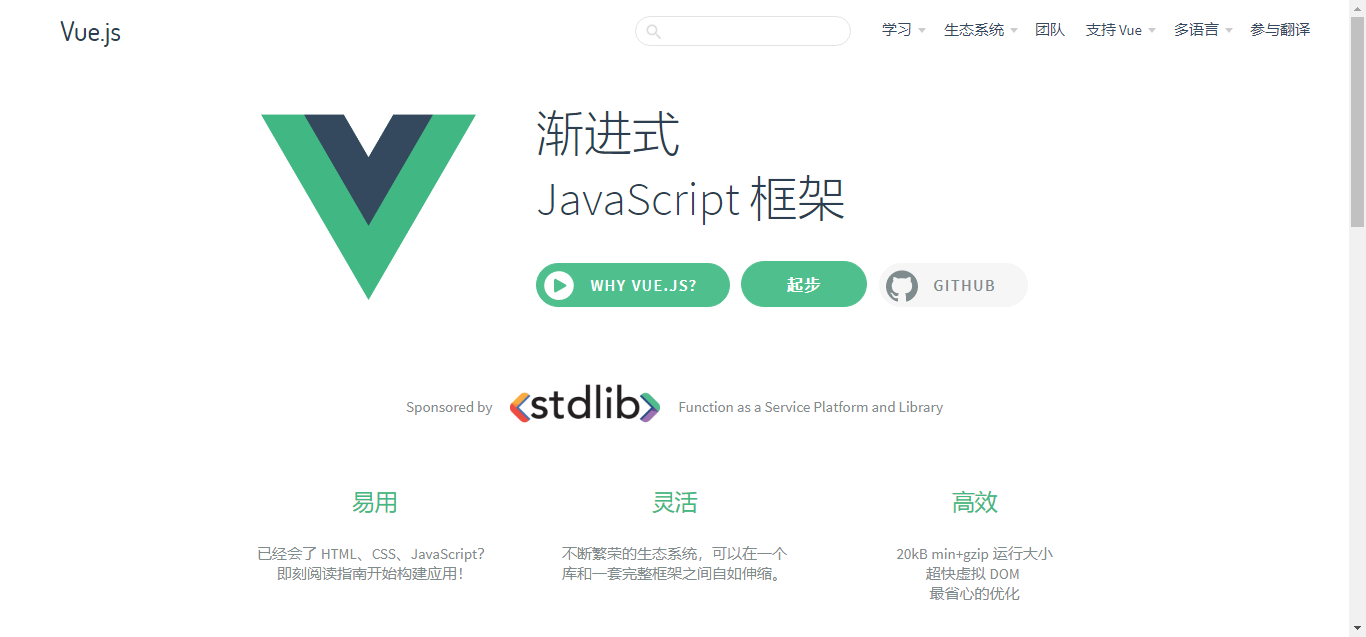 Vue.js
学习 生态系统 团队 支持 Vue 多语言 参与翻译
渐进式
JavaScript 框架
WHY VUE.JS? 起步 GITHUB
Sponsored by <stdlib> Function as a Service Platform and Library
易用 灵活 高效
已经会了 HTML、CSS、JavaScript? 不断繁荣的生态系统，可以在一个 20kB min+gzip 运行大小
即刻阅读指南开始构建应用！ 库和一套完整框架之间自如伸缩。 超快虚拟 DOM
最省心的优化